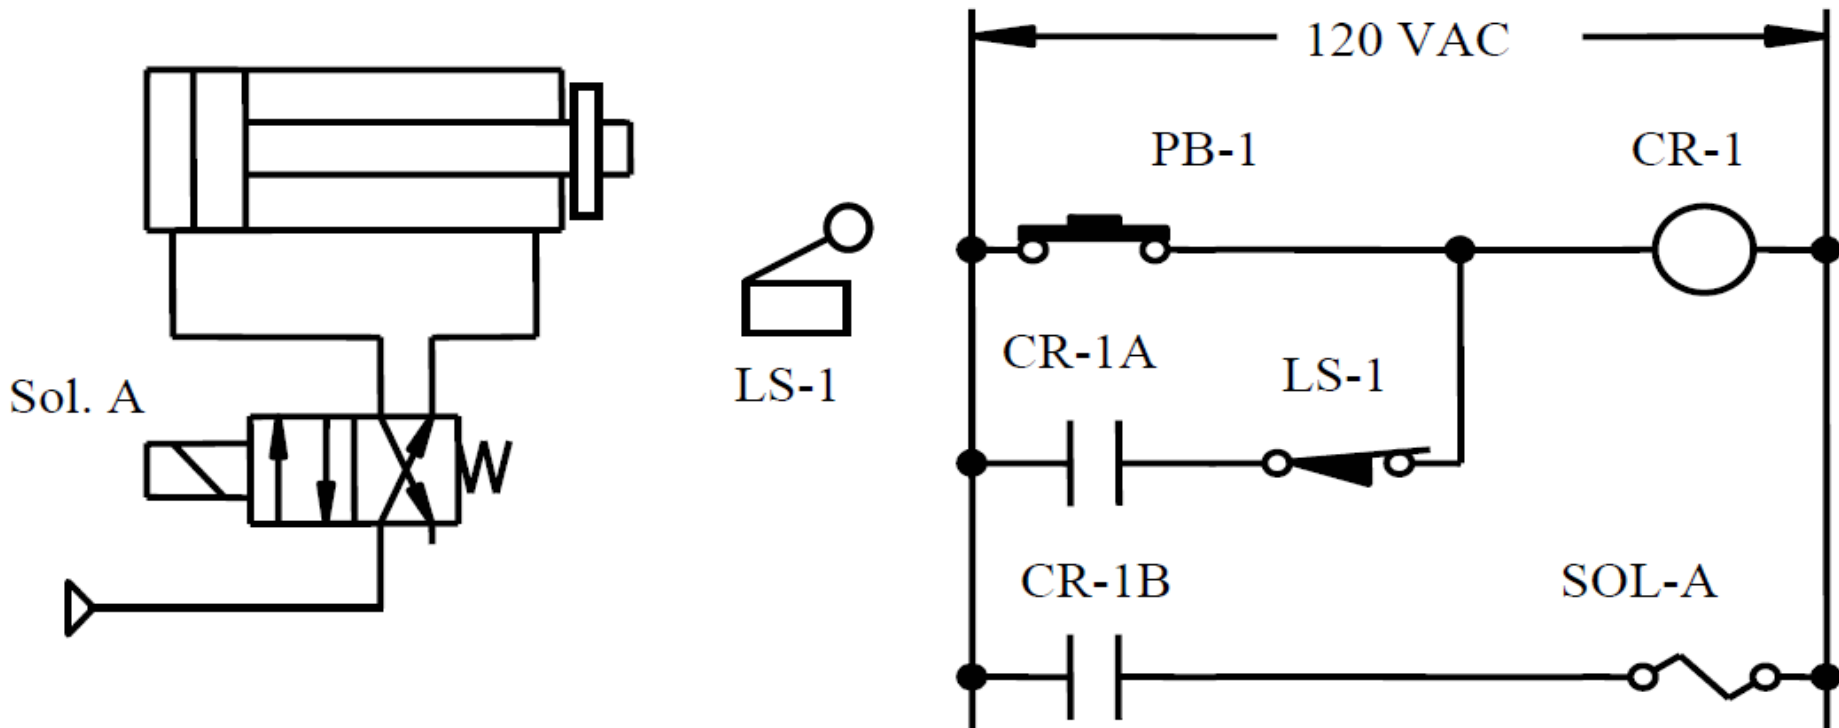 120 VAC
PB-1
CR-1
CR-1A
LS-1
LS-1
Sol. A
CR-1B
SOL-A